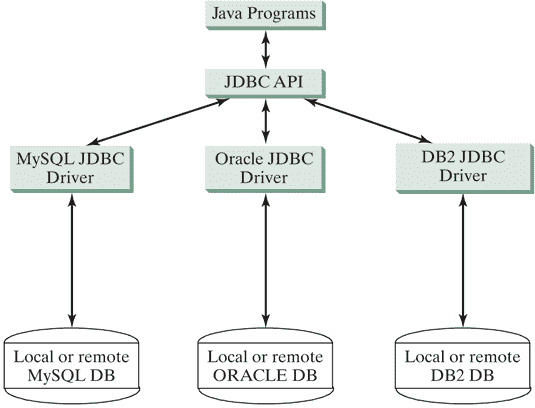 Java Programs
JDBC API
MySQL JDBC
Driver
Oracle JDBC
Driver
DB2 JDBC
Driver
Local or remote
MySQL DB
Local or remote
ORACLE DB
Local or remote
DB2 DB